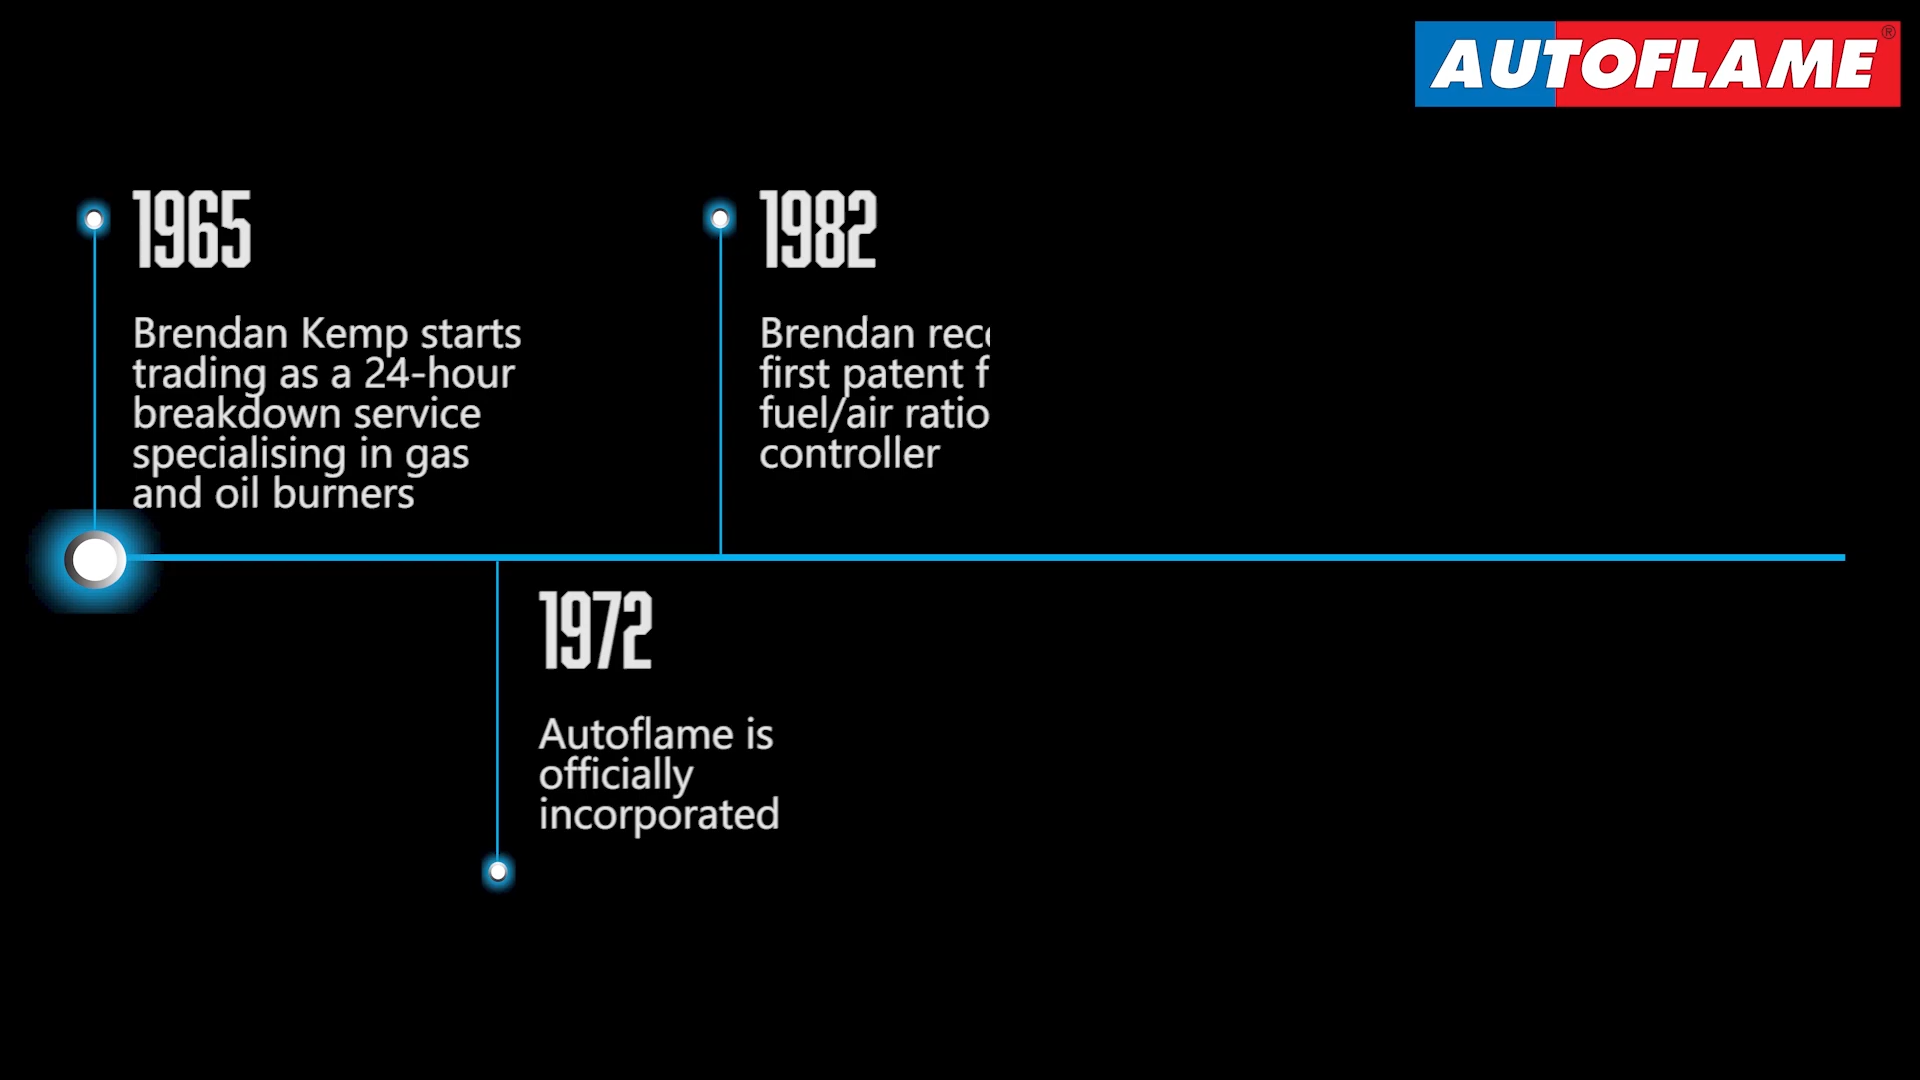 AUTOFLAME®
1965
Brendan Kemp starts
trading as a 24-hour
breakdown service
specialising in gas
and oil burners
1982
Brendan
first patent f
fuel/air ratio
controller
1972
Autoflame is
officially
incorporated